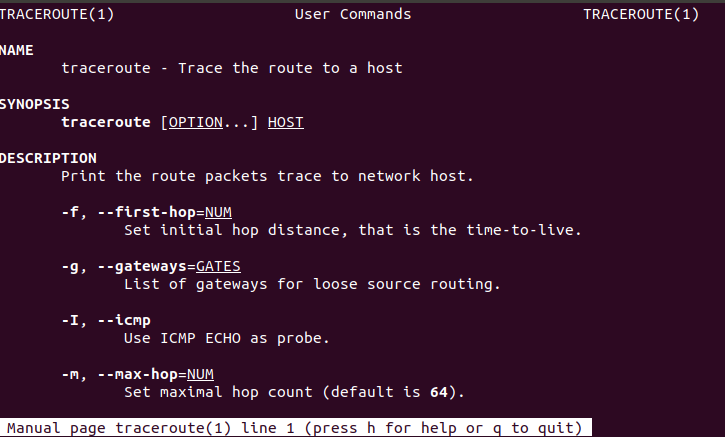 TRACEROUTE(1) User Commands TRACEROUTE(1)
NAME
traceroute - Trace the route to a host
SYNOPSIS
traceroute [OPTION...] HOST
DESCRIPTION
Print the route packets trace to network host.
-f, --first-hop=NUM
Set initial hop distance, that is the time-to-live.
-g, --gateways=GATES
List of gateways for loose source routing.
-I, --icmp
Use ICMP ECHO as probe.
-m, --max-hop=NUM
Set maximal hop count (default is 64).
Manual page traceroute(1) line 1 (press h for help or q to quit)